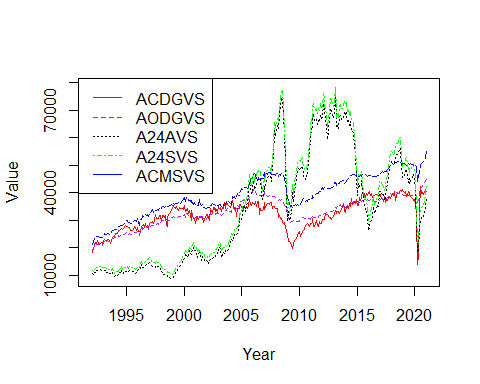 ACDGVS
AODGVS
A24AVS
A24SVS
ACMSVS
Value
10000
40000
70000
1995
2000
2005
2010
2015
2020
Year